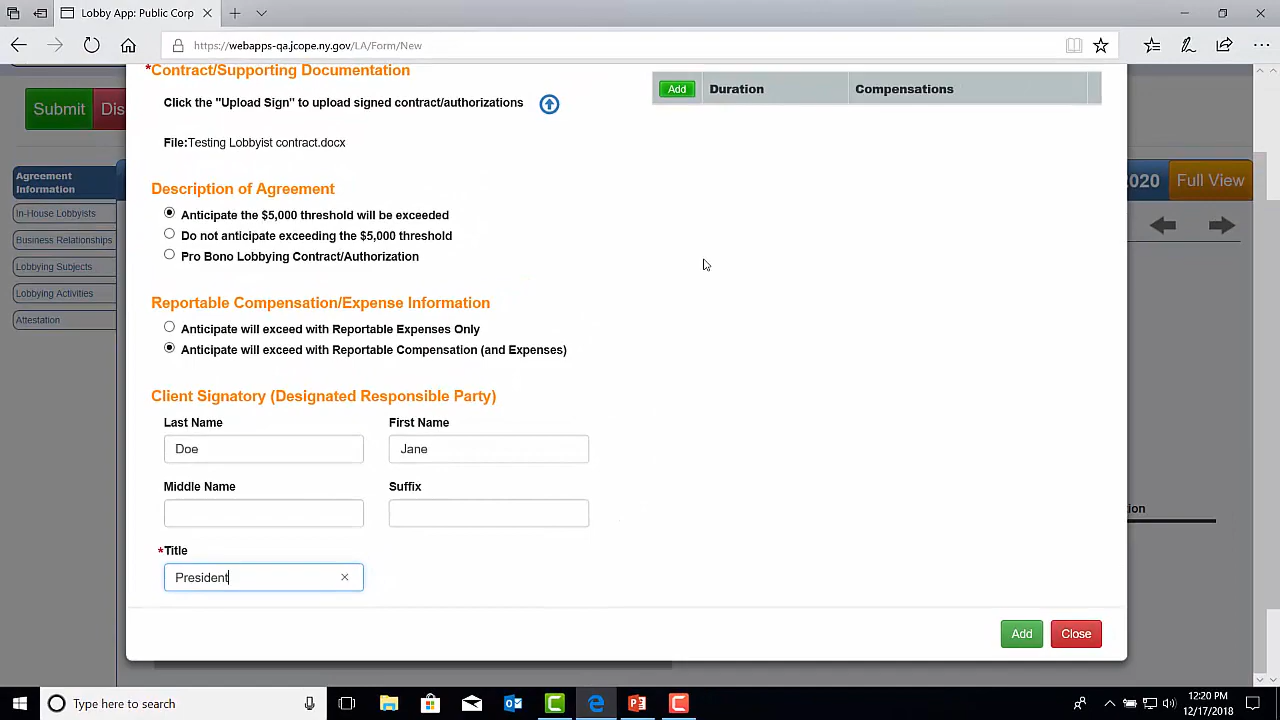 Lobby App: Public Corp
https://webapps-qa.jcope.ny.gov/LA/Form/New
Submit
Dis
Agreement
Information
In-House Lobbyists
Business Relationships
Lobbying Subjects
Lobbying Activities
Attestation
2020
Full View
*Contract/Supporting Documentation
Click the "Upload Sign" to upload signed contract/authorizations
File:Testing Lobbyist contract.docx
Add Duration Compensations
Description of Agreement
Anticipate the $5,000 threshold will be exceeded
Do not anticipate exceeding the $5,000 threshold
Pro Bono Lobbying Contract/Authorization
Reportable Compensation/Expense Information
Anticipate will exceed with Reportable Expenses Only
Anticipate will exceed with Reportable Compensation (and Expenses)
Client Signatory (Designated Responsible Party)
Last Name First Name
Doe Jane
Middle Name Suffix
*Title
President
tion
Add Close
Type here to search
12:20 PM
12/17/2018